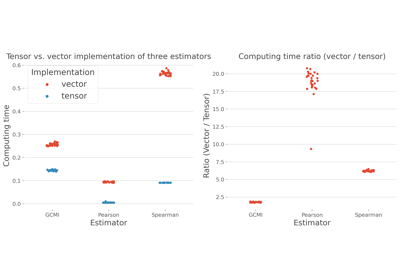 Tensor vs. vector implementation of three estimators
0.6
0.5
0.4
0.3
0.2
0.1
0.0
Computing time
Implementation
vector
tensor
GCMI
Pearson
Spearman
Estimator
Computing time ratio (vector / tensor)
20.0
17.5
15.0
12.5
10.0
7.5
5.0
2.5
Ratio (Vector / Tensor)
GCMI
Pearson
Spearman
Estimator